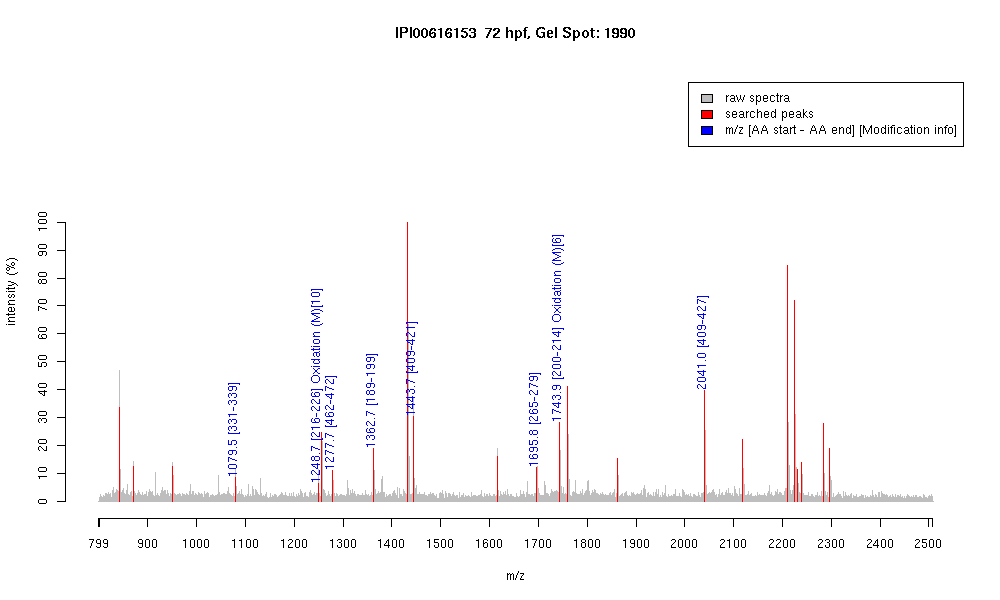 IPI00616153 72 hpf, Gel Spot: 1990
raw spectra
searched peaks
m/z [AA start - AA end] [Modification info]
intensity (%)
100
90
80
70
60
50
40
30
20
10
0
1079.5 [331-339]
1248.7 [216-226] Oxidation (M)[10]
1277.7 [462-472]
1362.7 [189-199]
1443.7 [409-421]
1695.8 [265-279]
1743.9 [200-214] Oxidation (M)[6]
2041.0 [409-427]
799 900 1000 1100 1200 1300 1400 1500 1600 1700 1800 1900 2000 2100 2200 2300 2400 2500
m/z